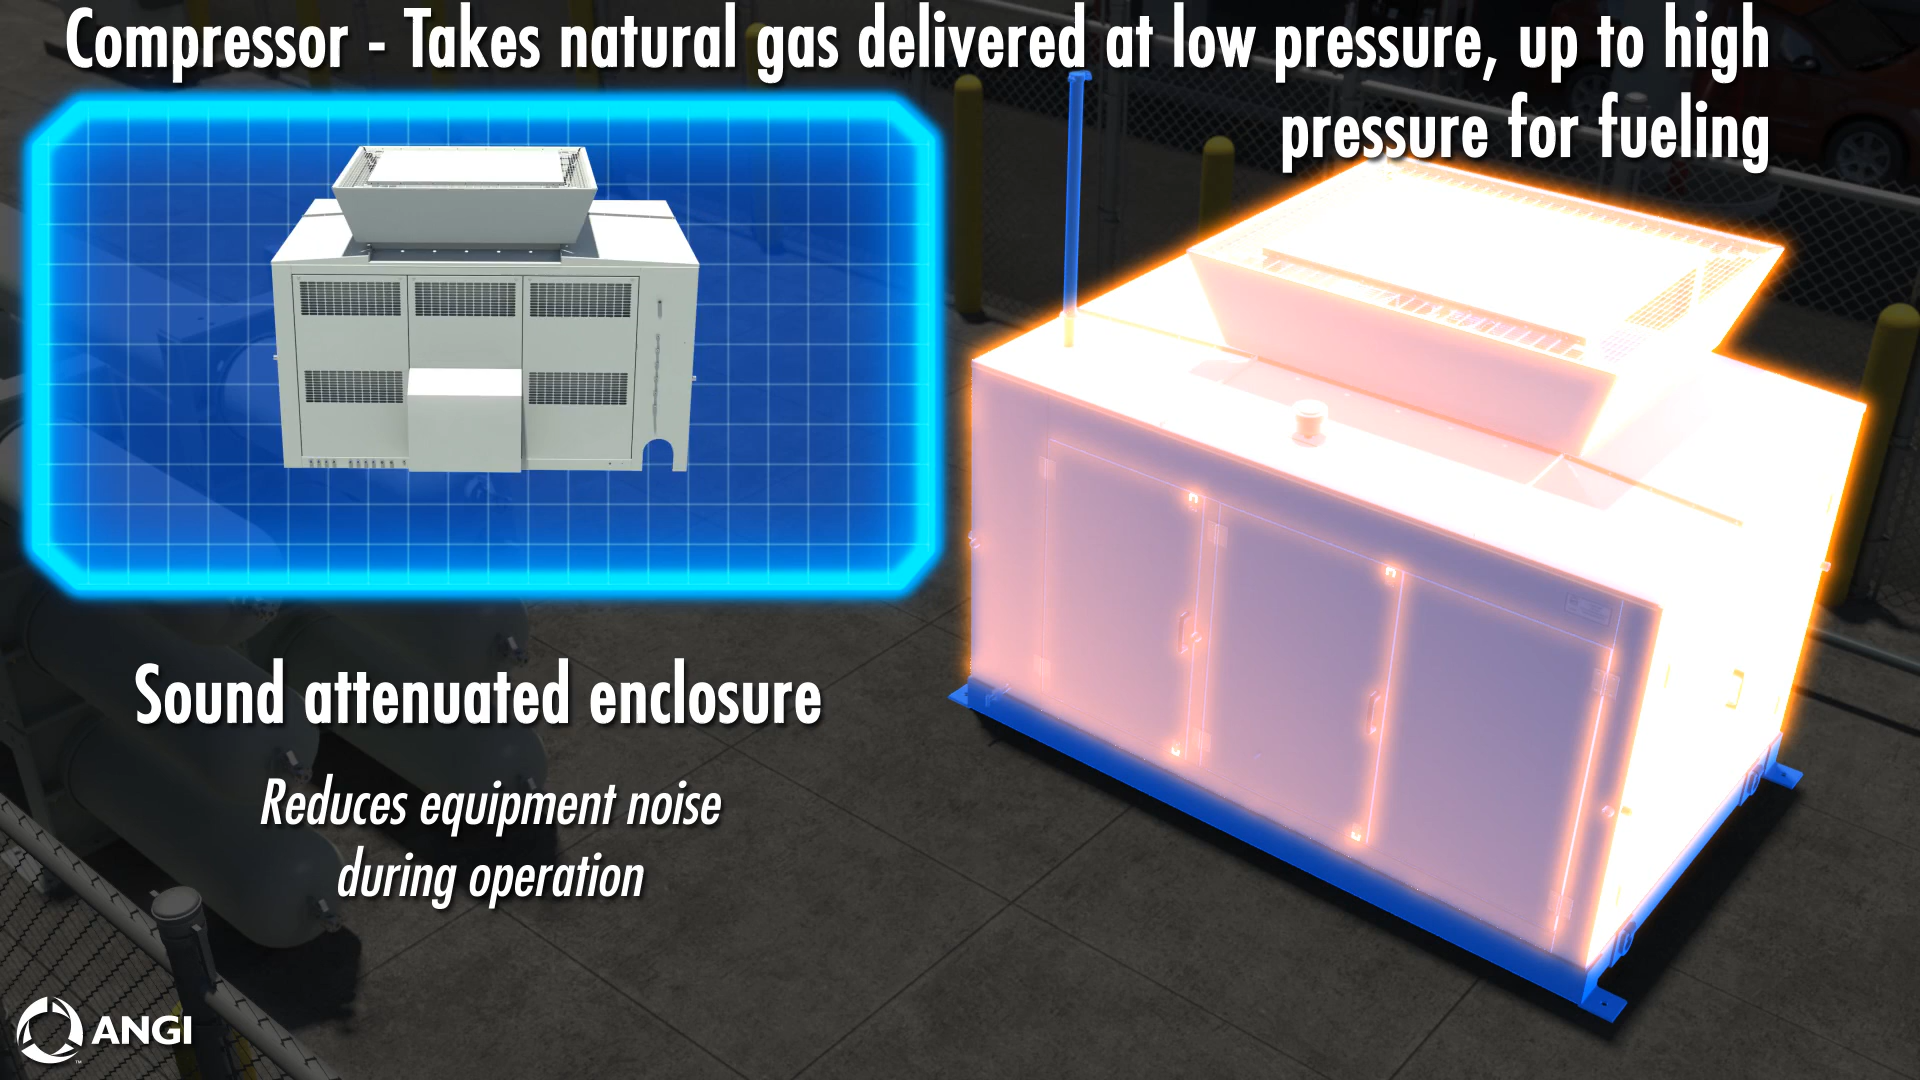 Compressor - Takes natural gas delivered at low pressure, up to high
pressure for fueling
Sound attenuated enclosure
Reduces equipment noise
during operation
ANGI